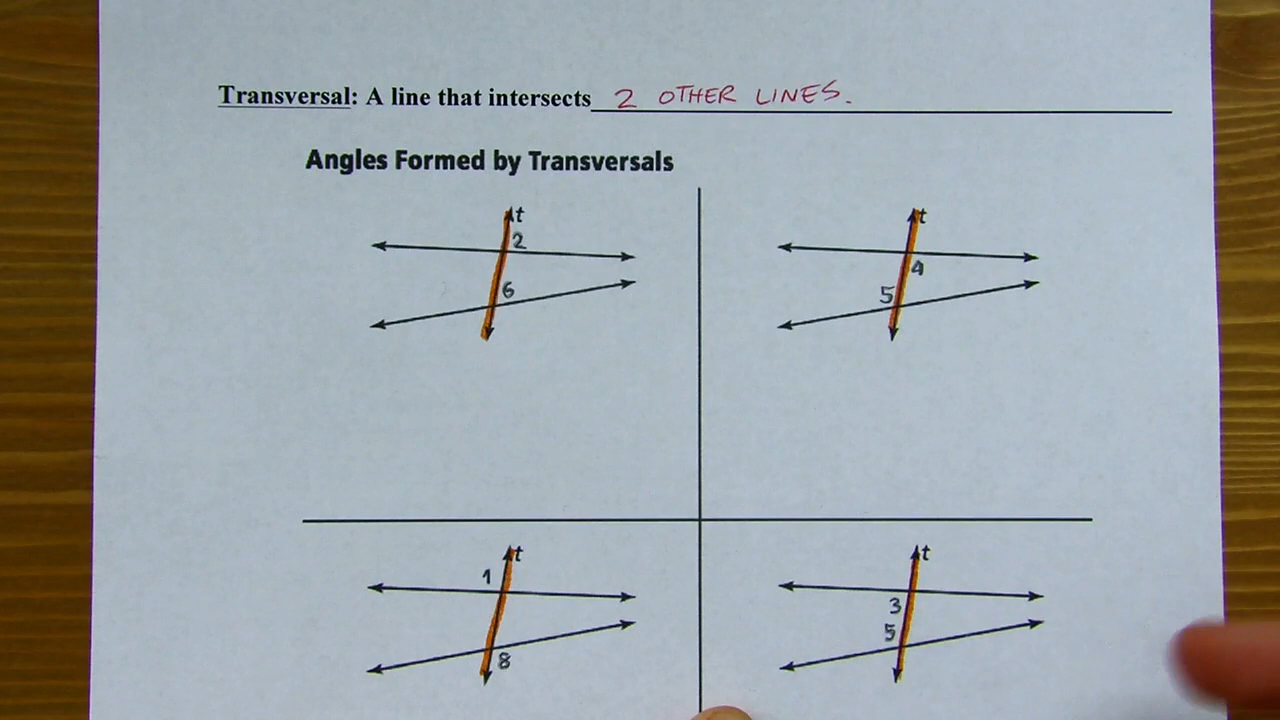 Transversal: A line that intersects 2 OTHER LINES.
Angles Formed by Transversals
t
2
6
t
4
5
t
1
8
t
3
5